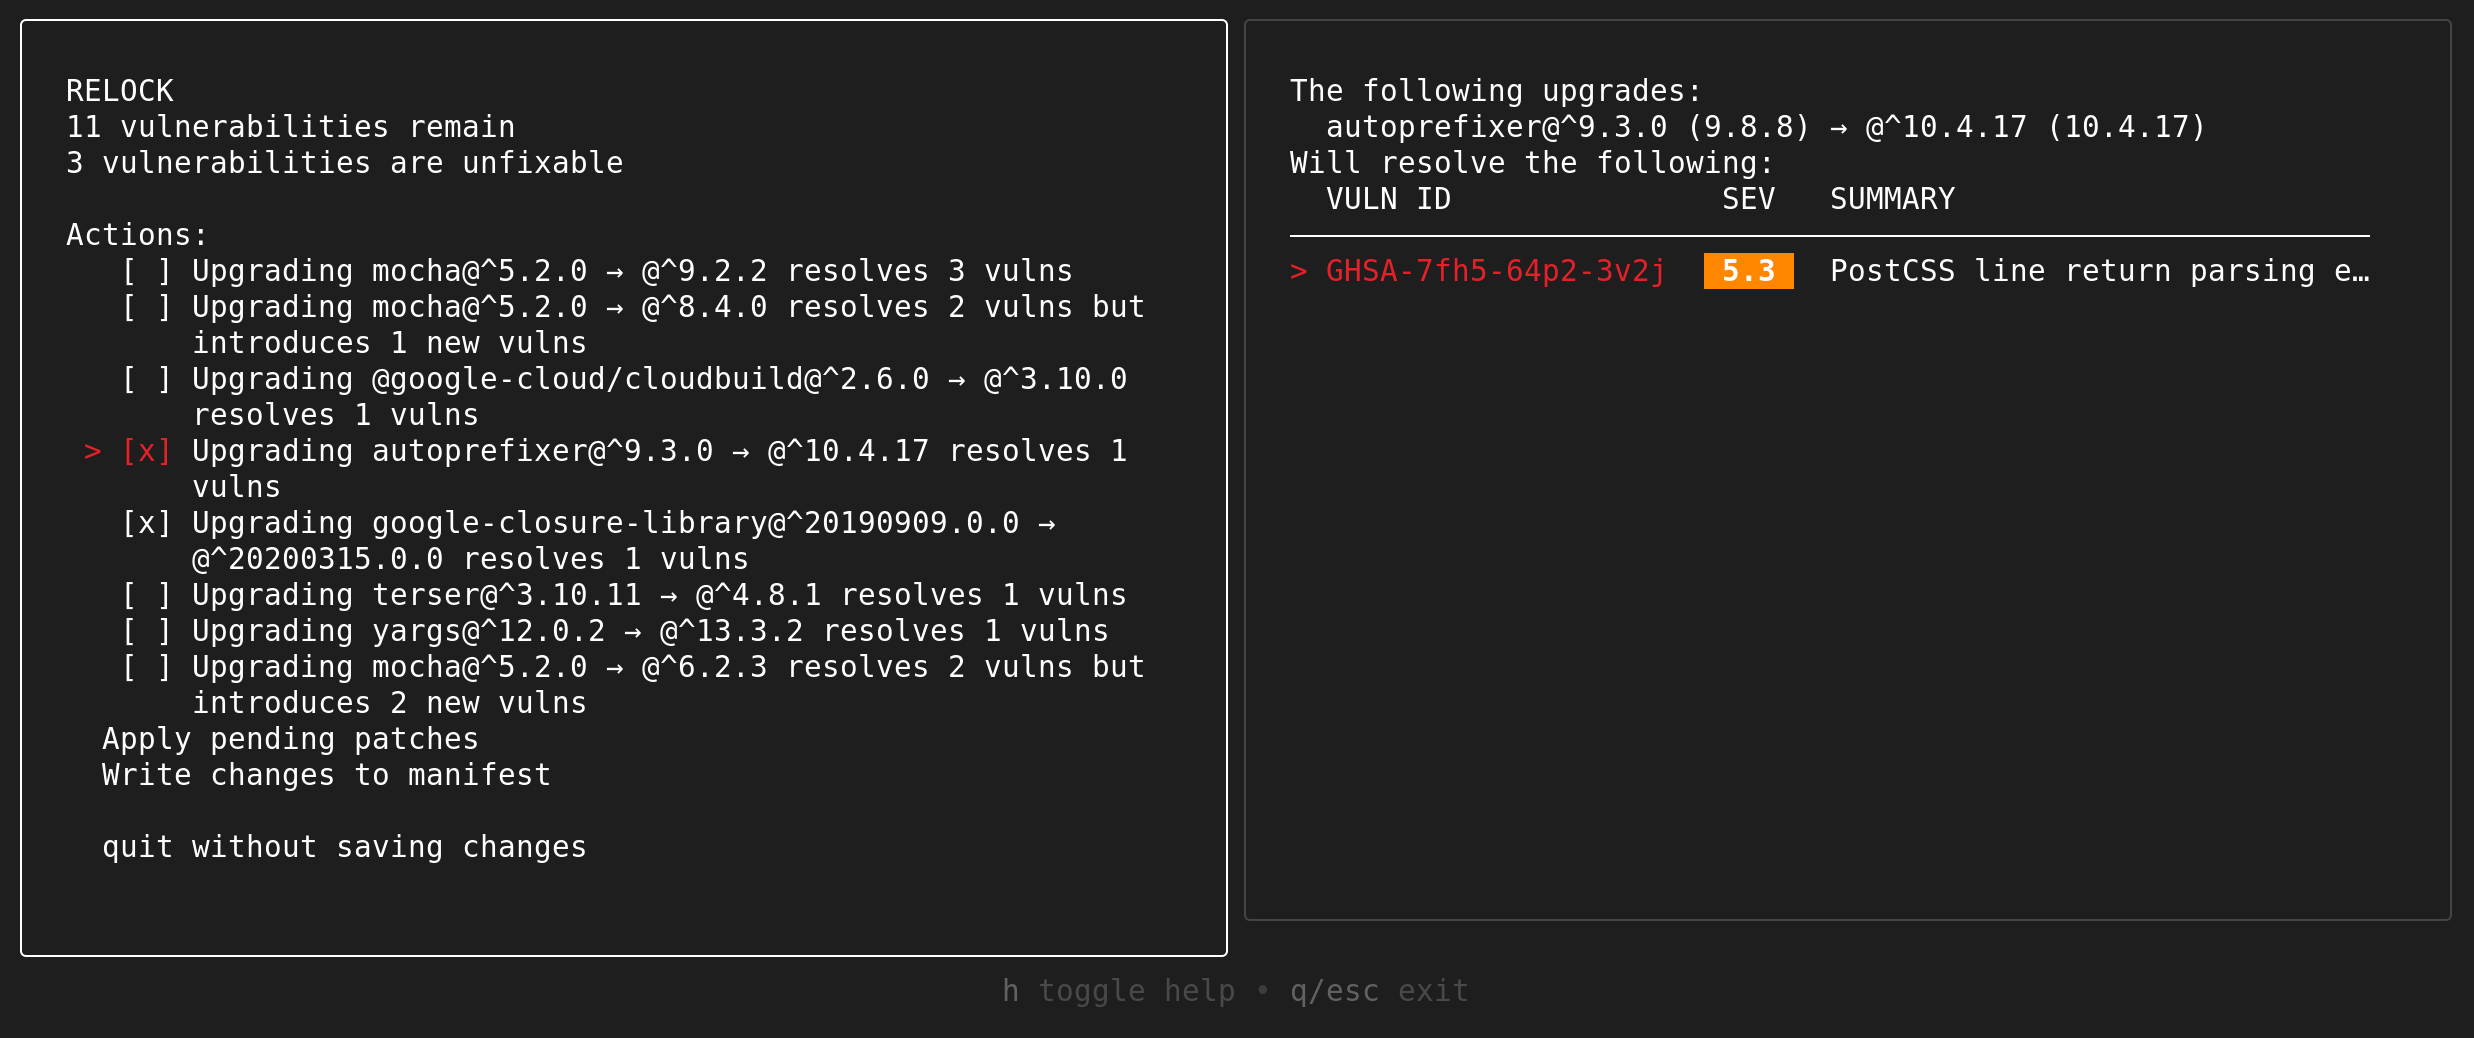 RELOCK
11 vulnerabilities remain
3 vulnerabilities are unfixable
Actions:
[ ] Upgrading mocha@^5.2.0 → @^9.2.2 resolves 3 vulns
[ ] Upgrading mocha@^5.2.0 → @^8.4.0 resolves 2 vulns but
introduces 1 new vulns
[ ] Upgrading @google-cloud/cloudbuild@^2.6.0 → @^3.10.0
resolves 1 vulns
> [x] Upgrading autoprefixer@^9.3.0 → @^10.4.17 resolves 1
vulns
[x] Upgrading google-closure-library@^20190909.0.0 →
@^20200315.0.0 resolves 1 vulns
[ ] Upgrading terser@^3.10.11 → @^4.8.1 resolves 1 vulns
[ ] Upgrading yargs@^12.0.2 → @^13.3.2 resolves 1 vulns
[ ] Upgrading mocha@^5.2.0 → @^6.2.3 resolves 2 vulns but
introduces 2 new vulns
Apply pending patches
Write changes to manifest
quit without saving changes
The following upgrades:
autoprefixer@^9.3.0 (9.8.8) → @^10.4.17 (10.4.17)
Will resolve the following:
VULN ID SEV SUMMARY
> GHSA-7fh5-64p2-3v2j 5.3 PostCSS line return parsing e…
h toggle help • q/esc exit